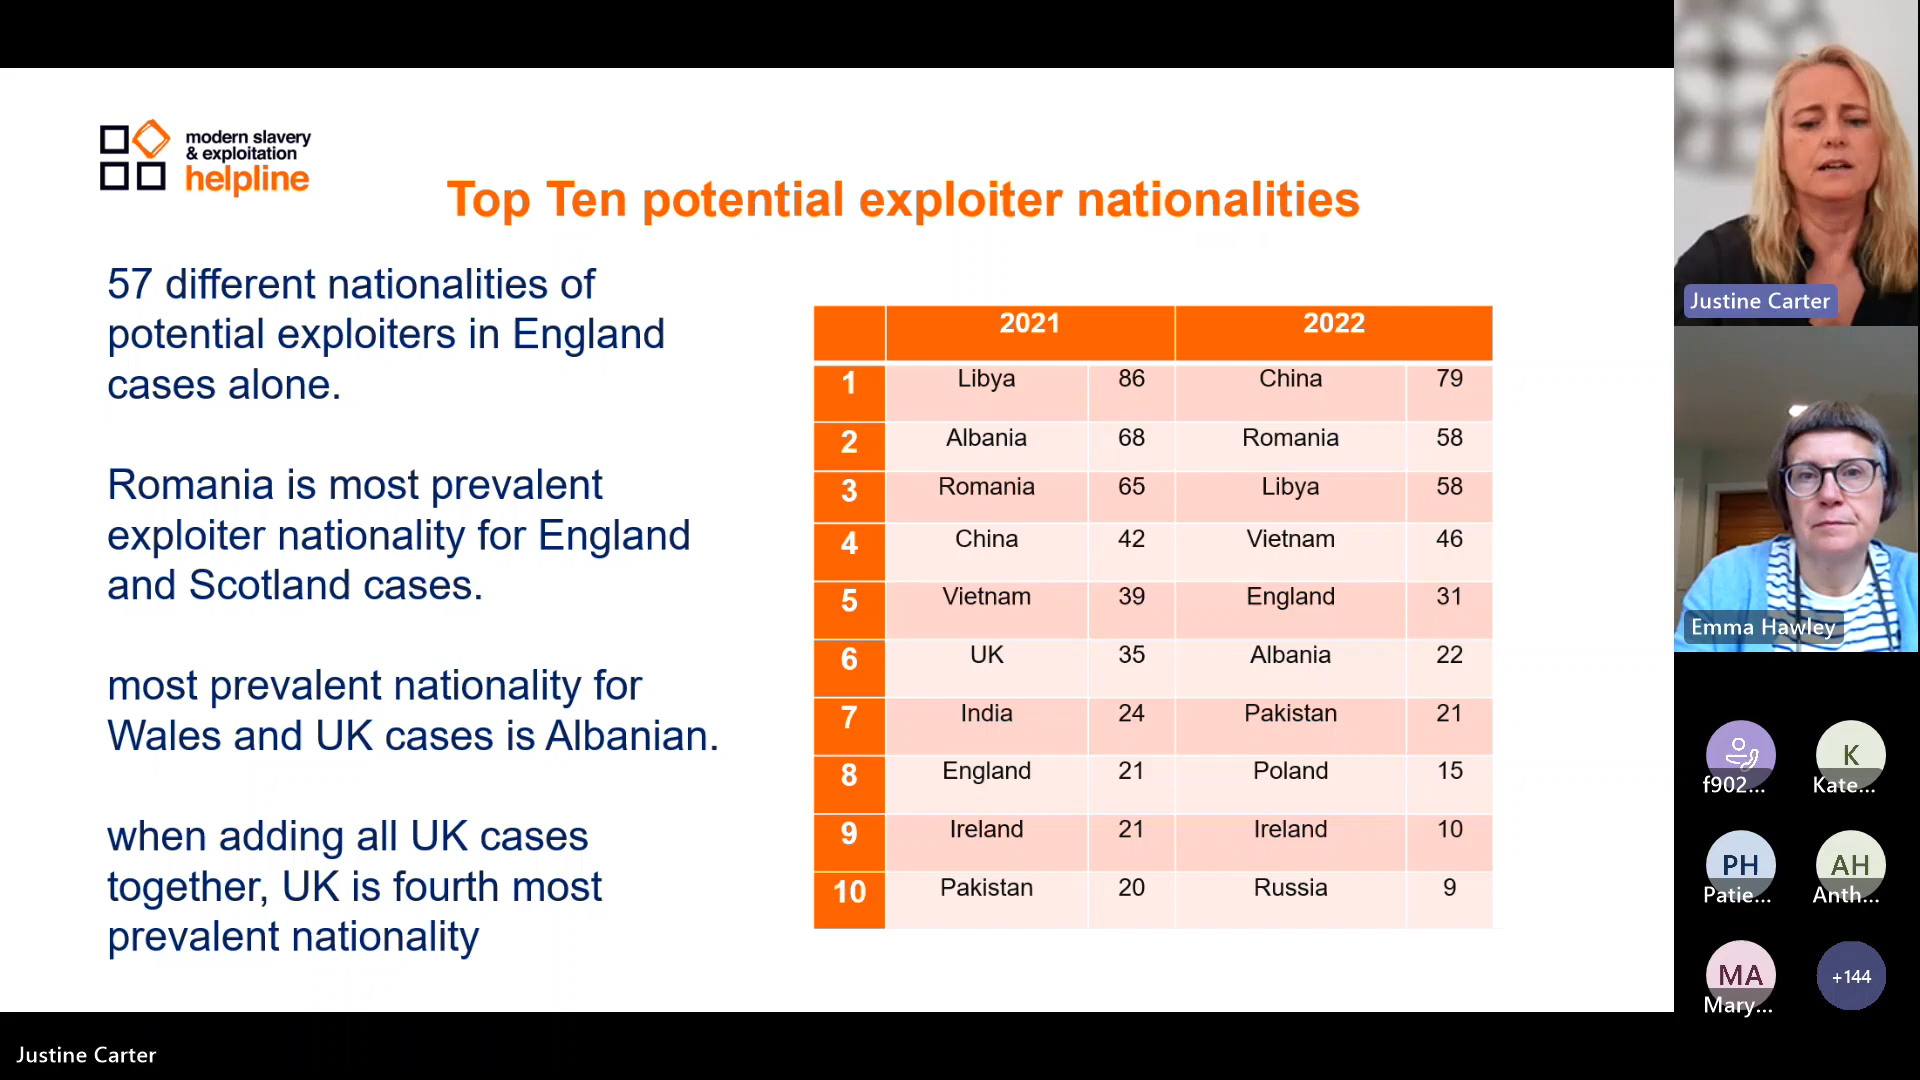 modern slavery
& exploitation
helpline
Top Ten potential exploiter nationalities
57 different nationalities of
potential exploiters in England
cases alone.
Romania is most prevalent
exploiter nationality for England
and Scotland cases.
most prevalent nationality for
Wales and UK cases is Albanian.
when adding all UK cases
together, UK is fourth most
prevalent nationality
2021 2022
1 Libya 86 China 79
2 Albania 68 Romania 58
3 Romania 65 Libya 58
4 China 42 Vietnam 46
5 Vietnam 39 England 31
6 UK 35 Albania 22
7 India 24 Pakistan 21
8 England 21 Poland 15
9 Ireland 21 Ireland 10
10 Pakistan 20 Russia 9
Justine Carter
Emma Hawley
f902...
K
Kate...
PH
Patie...
AH
Anth...
MA
Mary...
+144
Justine Carter